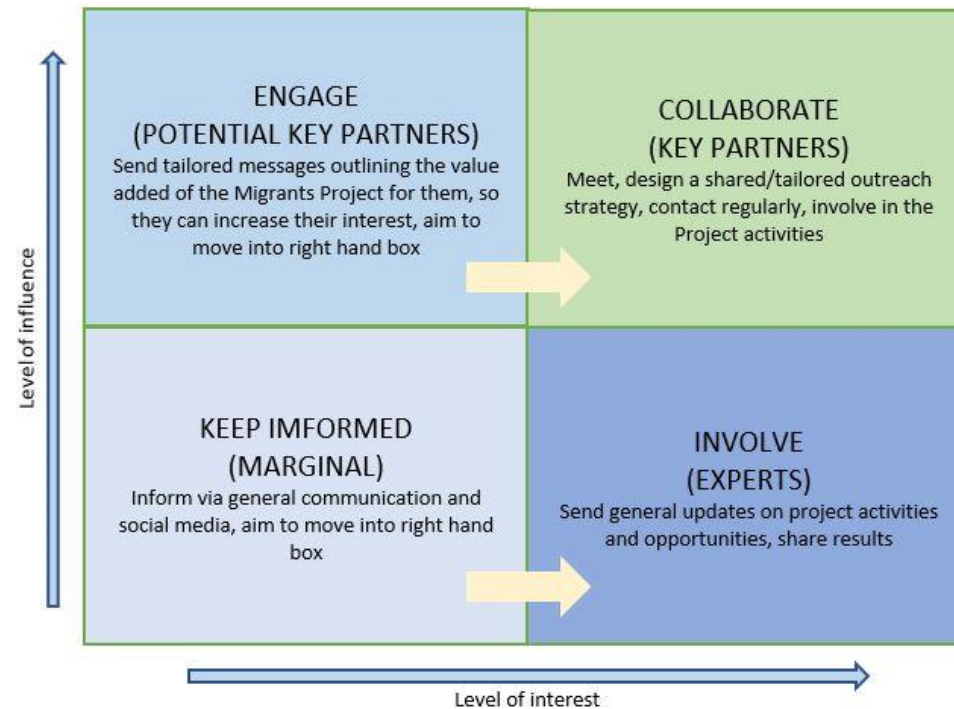 Level of influence
ENGAGE
(POTENTIAL KEY PARTNERS)
Send tailored messages outlining the value
added of the Migrants Project for them, so
they can increase their interest, aim to
move into right hand box
COLLABORATE
(KEY PARTNERS)
Meet, design a shared/tailored outreach
strategy, contact regularly, involve in the
Project activities
KEEP IMFORMED
(MARGINAL)
Inform via general communication and
social media, aim to move into right hand
box
INVOLVE
(EXPERTS)
Send general updates on project activities
and opportunities, share results
Level of interest